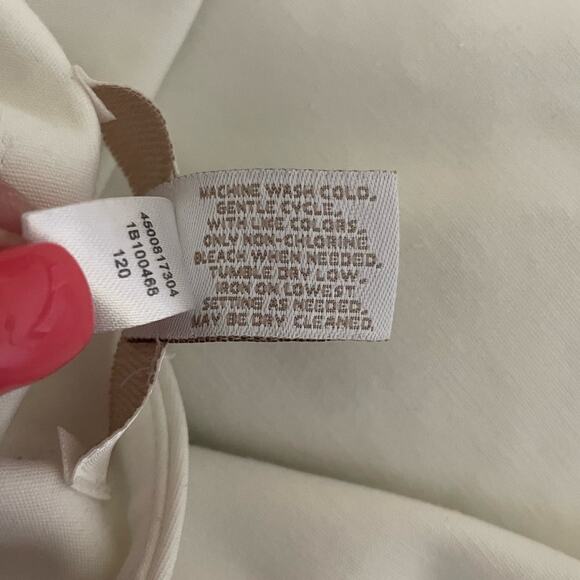 4500817304
1B100468
120
MACHINE WASH COLD,
GENTLE CYCLE,
WITH LIKE COLORS.
ONLY NON-CHLORINE
BLEACH WHEN NEEDED.
TUMBLE DRY LOW.
IRON ON LOWEST
SETTING AS NEEDED.
MAY BE DRY CLEANED.